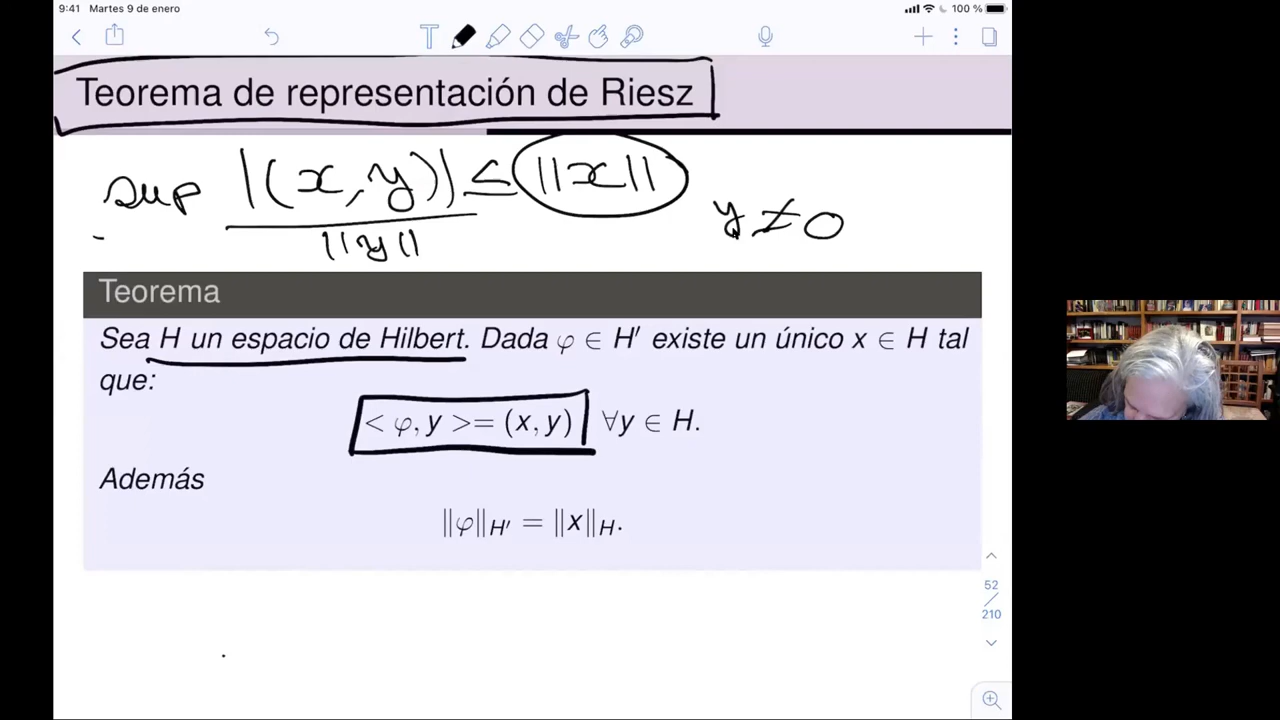 9:41 Martes 9 de enero 100 %
Teorema de representación de Riesz
sup |(x,y)| ≤ ||x||
||y||
y ≠ 0
Teorema
Sea H un espacio de Hilbert. Dada φ ∈ H′ existe un único x ∈ H tal
que:
< φ, y >= (x, y) ∀y ∈ H.
Además
‖φ‖H′ = ‖x‖H.
52
210